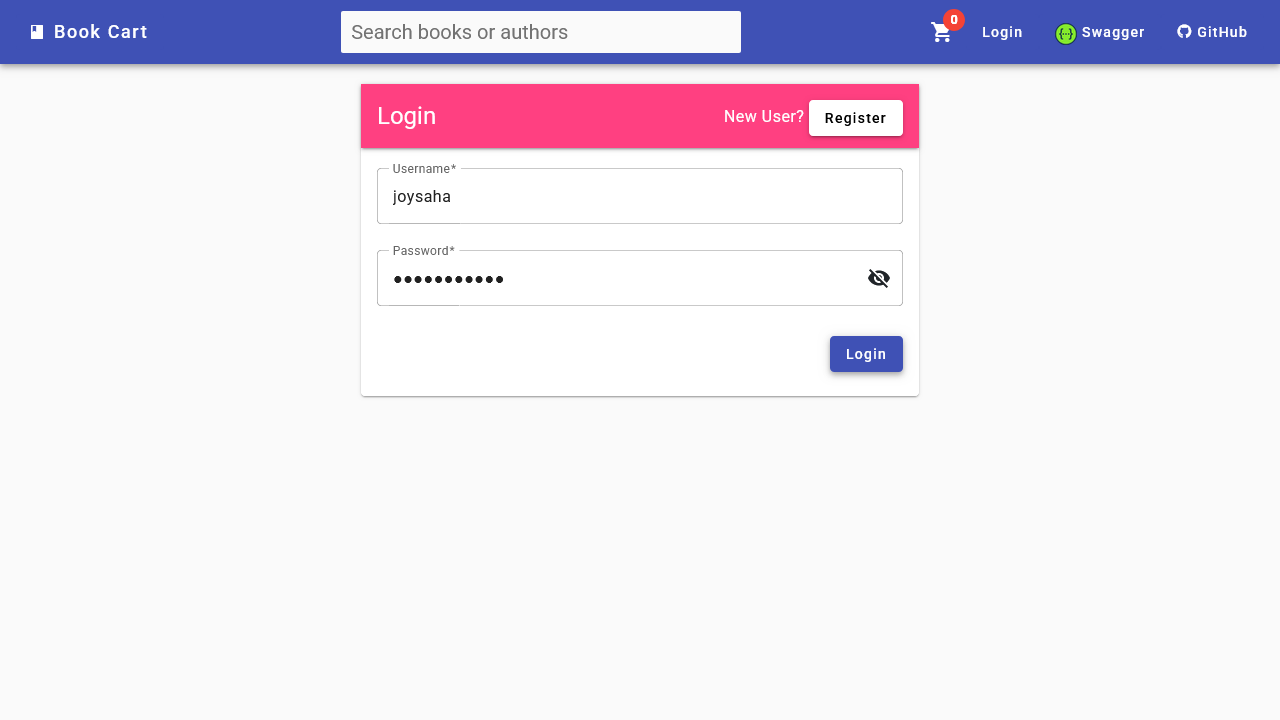 Book Cart
Search books or authors
0
Login
Swagger
GitHub
Login
New User?
Register
Username*
joysaha
Password*
•••••••••••
Login